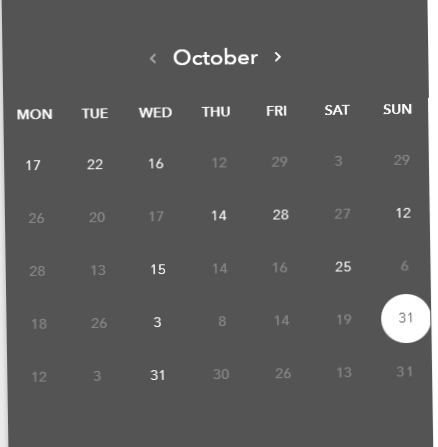 ‹ October ›
MON TUE WED THU FRI SAT SUN
17 22 16 12 29 3 29
26 20 17 14 28 27 12
28 13 15 14 16 25 6
18 26 3 8 14 19 31
12 3 31 30 26 13 31